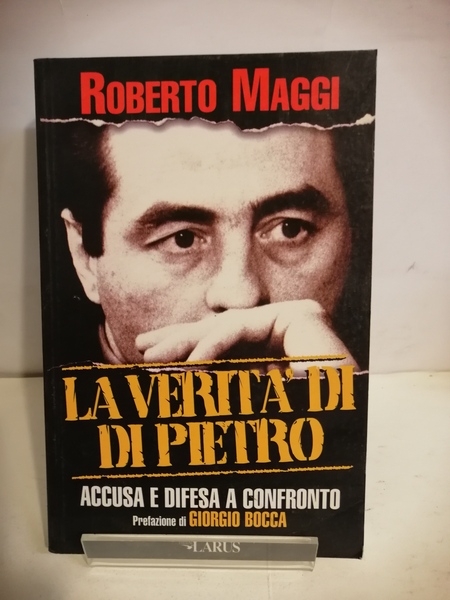 ROBERTO MAGGI
LA VERITA' DI
DI PIETRO
ACCUSA E DIFESA A CONFRONTO
Prefazione di GIORGIO BOCCA
LARUS